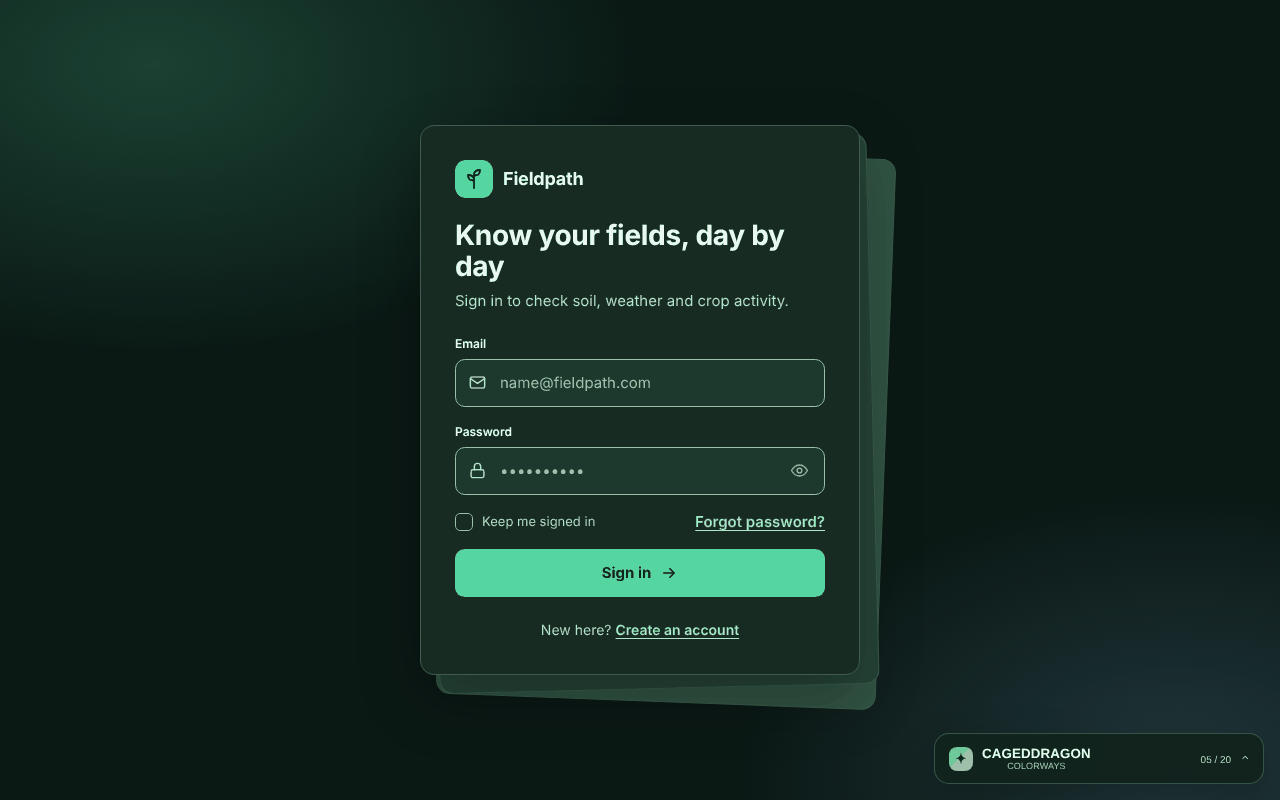 Fieldpath
Know your fields, day by
day
Sign in to check soil, weather and crop activity.
Email
name@fieldpath.com
Password
••••••••••
Keep me signed in
Forgot password?
Sign in →
New here? Create an account
CAGEDDRAGON
COLORWAYS
05 / 20